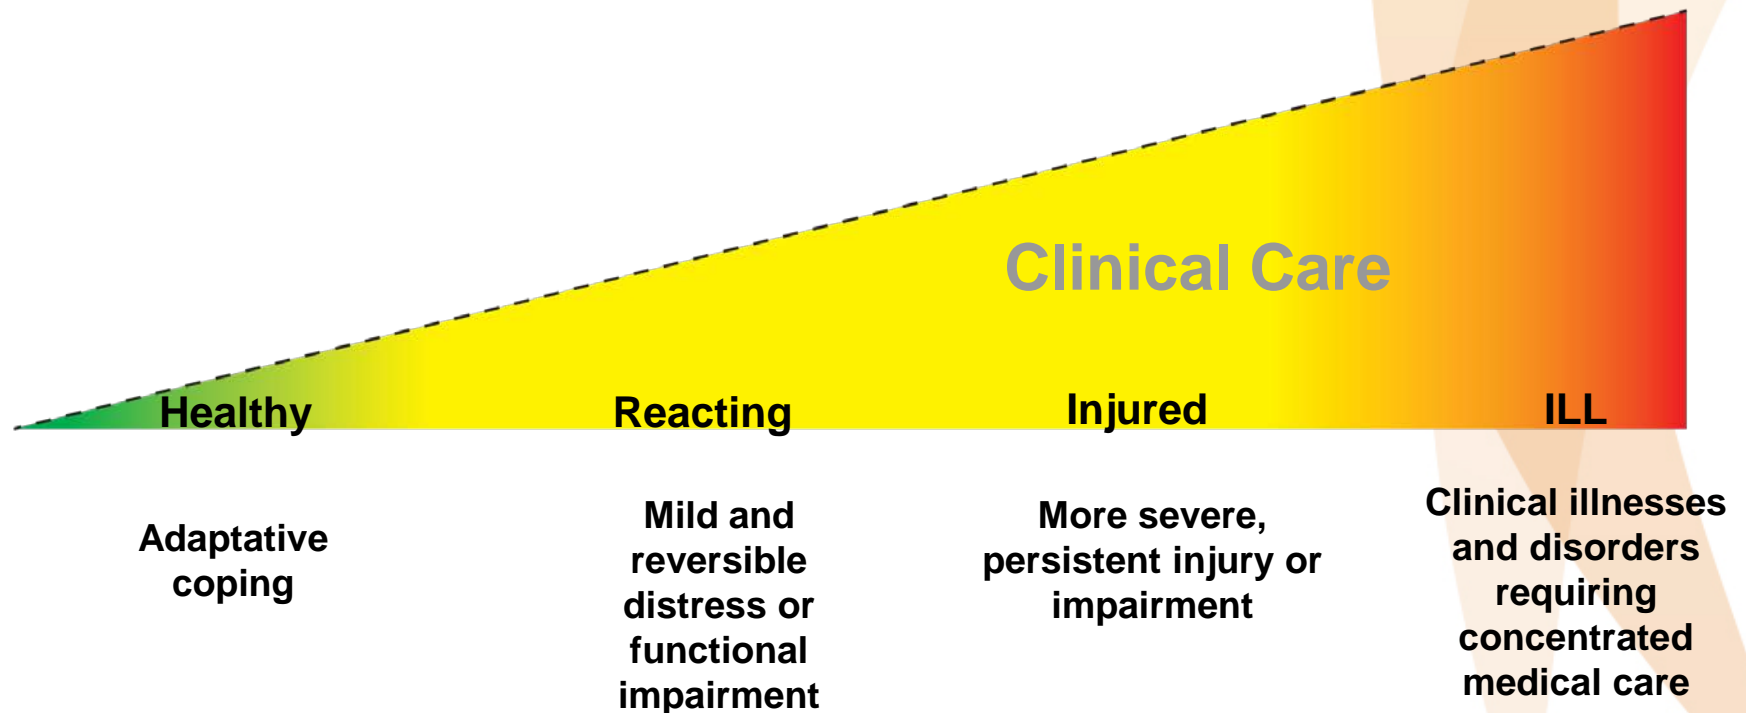 Clinical Care
Healthy
Reacting
Injured
ILL
Adaptative
coping
Mild and
reversible
distress or
functional
impairment
More severe,
persistent injury or
impairment
Clinical illnesses
and disorders
requiring
concentrated
medical care